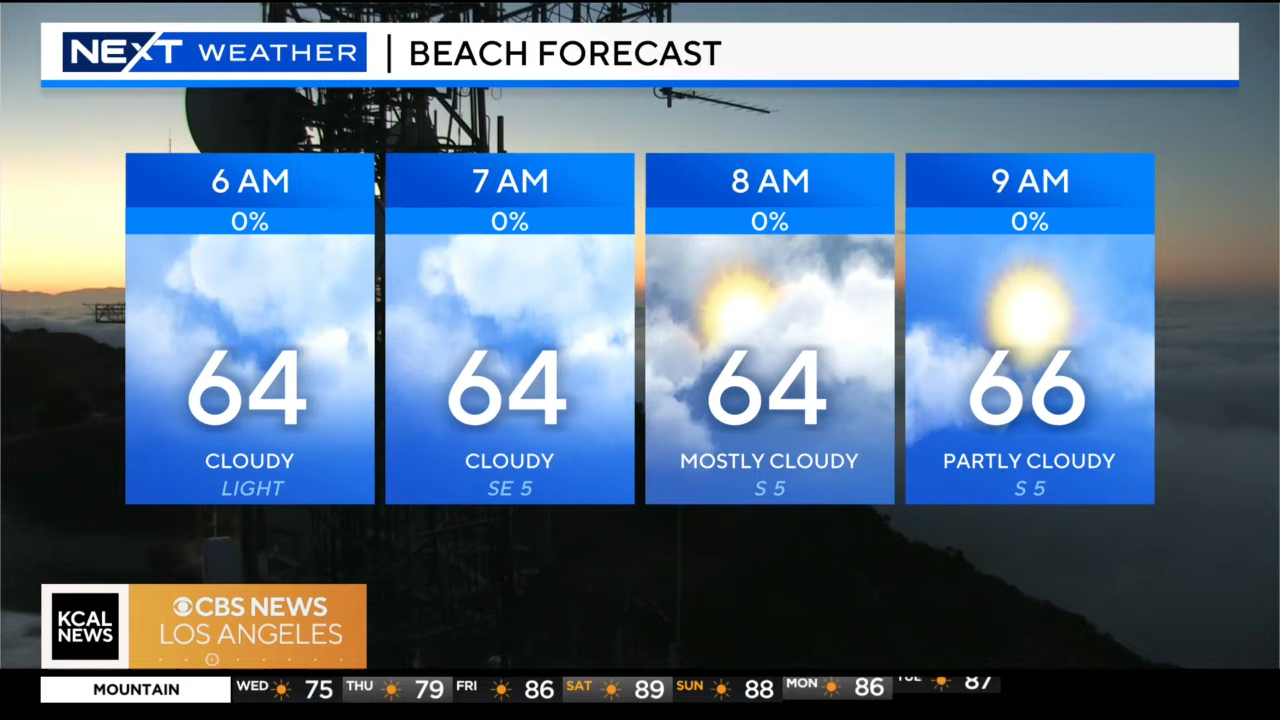 NEXT WEATHER | BEACH FORECAST
6 AM
0%
64
CLOUDY
LIGHT
7 AM
0%
64
CLOUDY
SE 5
8 AM
0%
64
MOSTLY CLOUDY
S 5
9 AM
0%
66
PARTLY CLOUDY
S 5
KCAL
NEWS
CBS NEWS
LOS ANGELES
MOUNTAIN WED 75 THU 79 FRI 86 SAT 89 SUN 88 MON 86 TUE 87